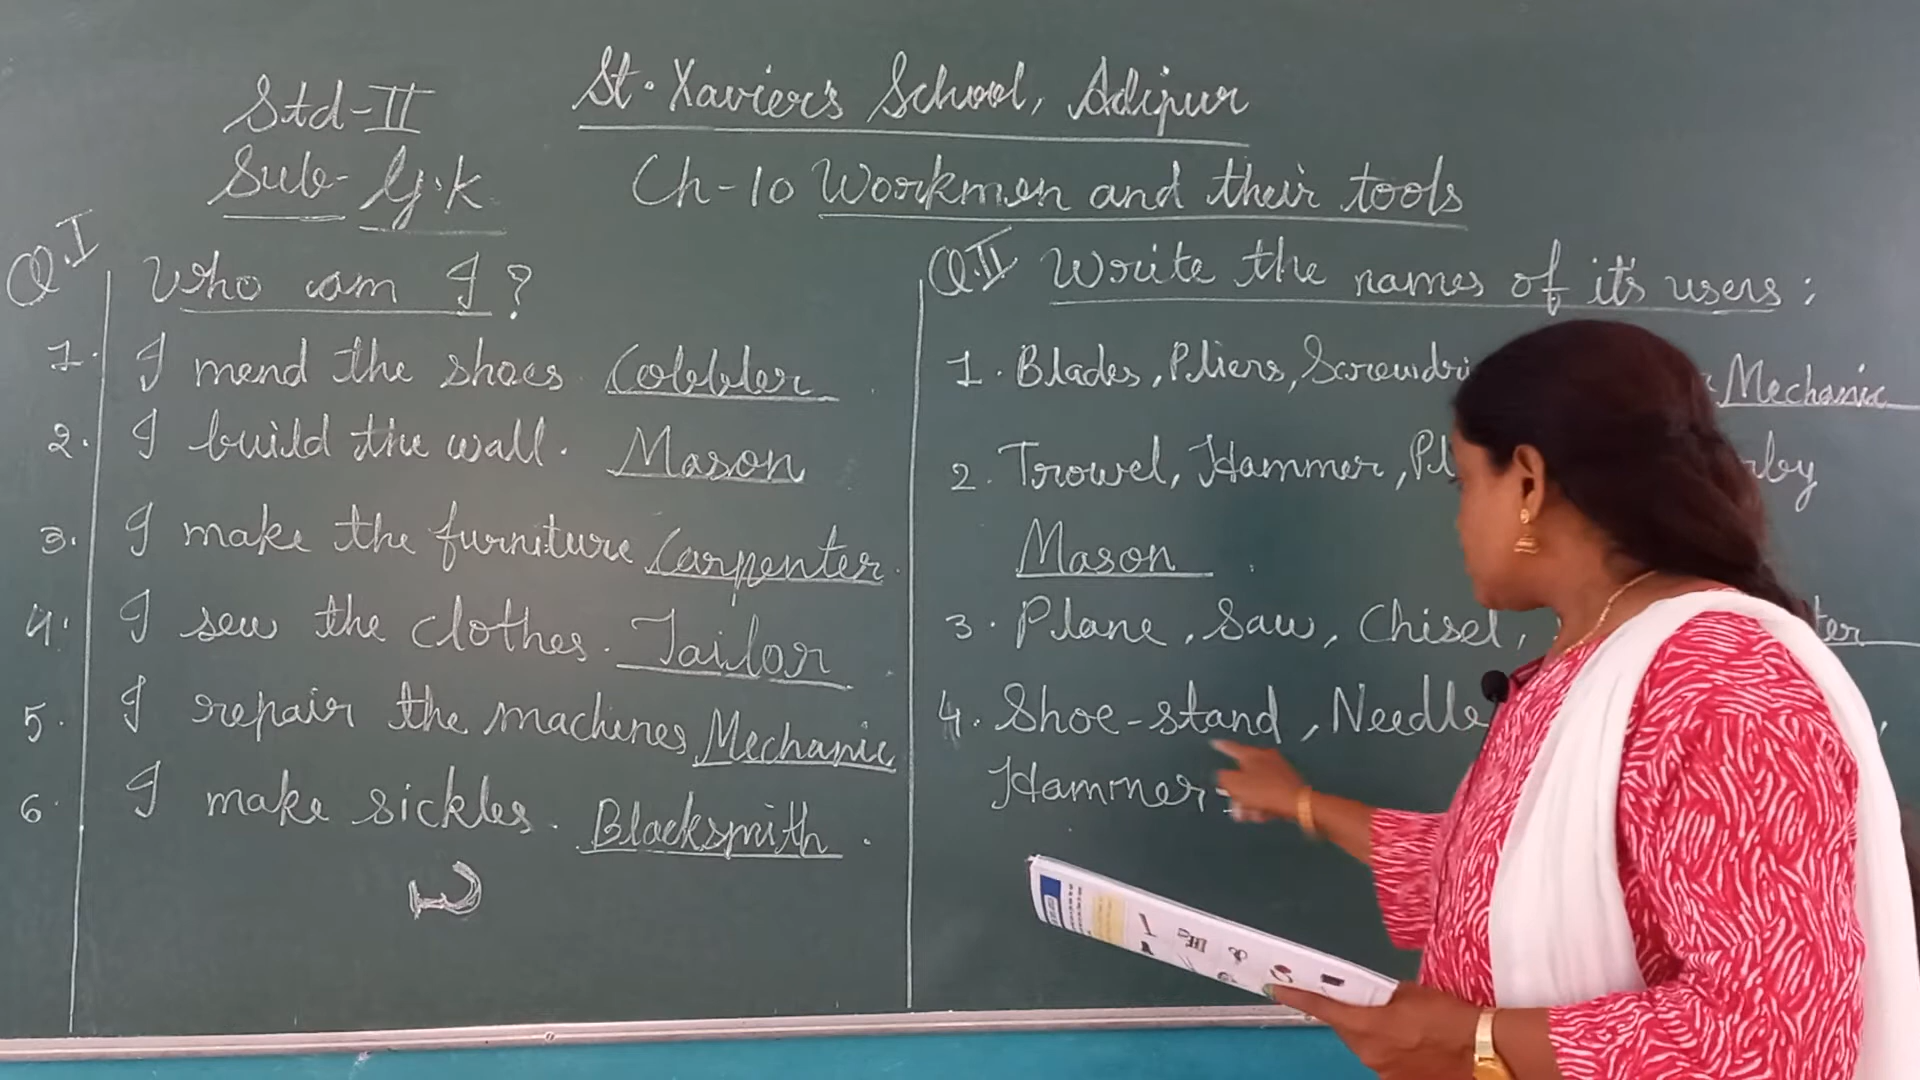 St. Xavier's School, Adipur
Std-II
Sub- G.K
Ch-10 Workmen and their tools
Q.I Who am I?
1. I mend the shoes Cobbler
2. I build the wall. Mason
3. I make the furniture Carpenter.
4. I sew the clothes. Tailor
5. I repair the machines Mechanic
6. I make sickles. Blacksmith.
Q.II Write the names of it's users:
1. Blades, Pliers, Mechanic
2. Trowel, Hammer,
Mason
3. Plane, Saw, Chisel,
4. Shoe-stand, Needle
Hammer